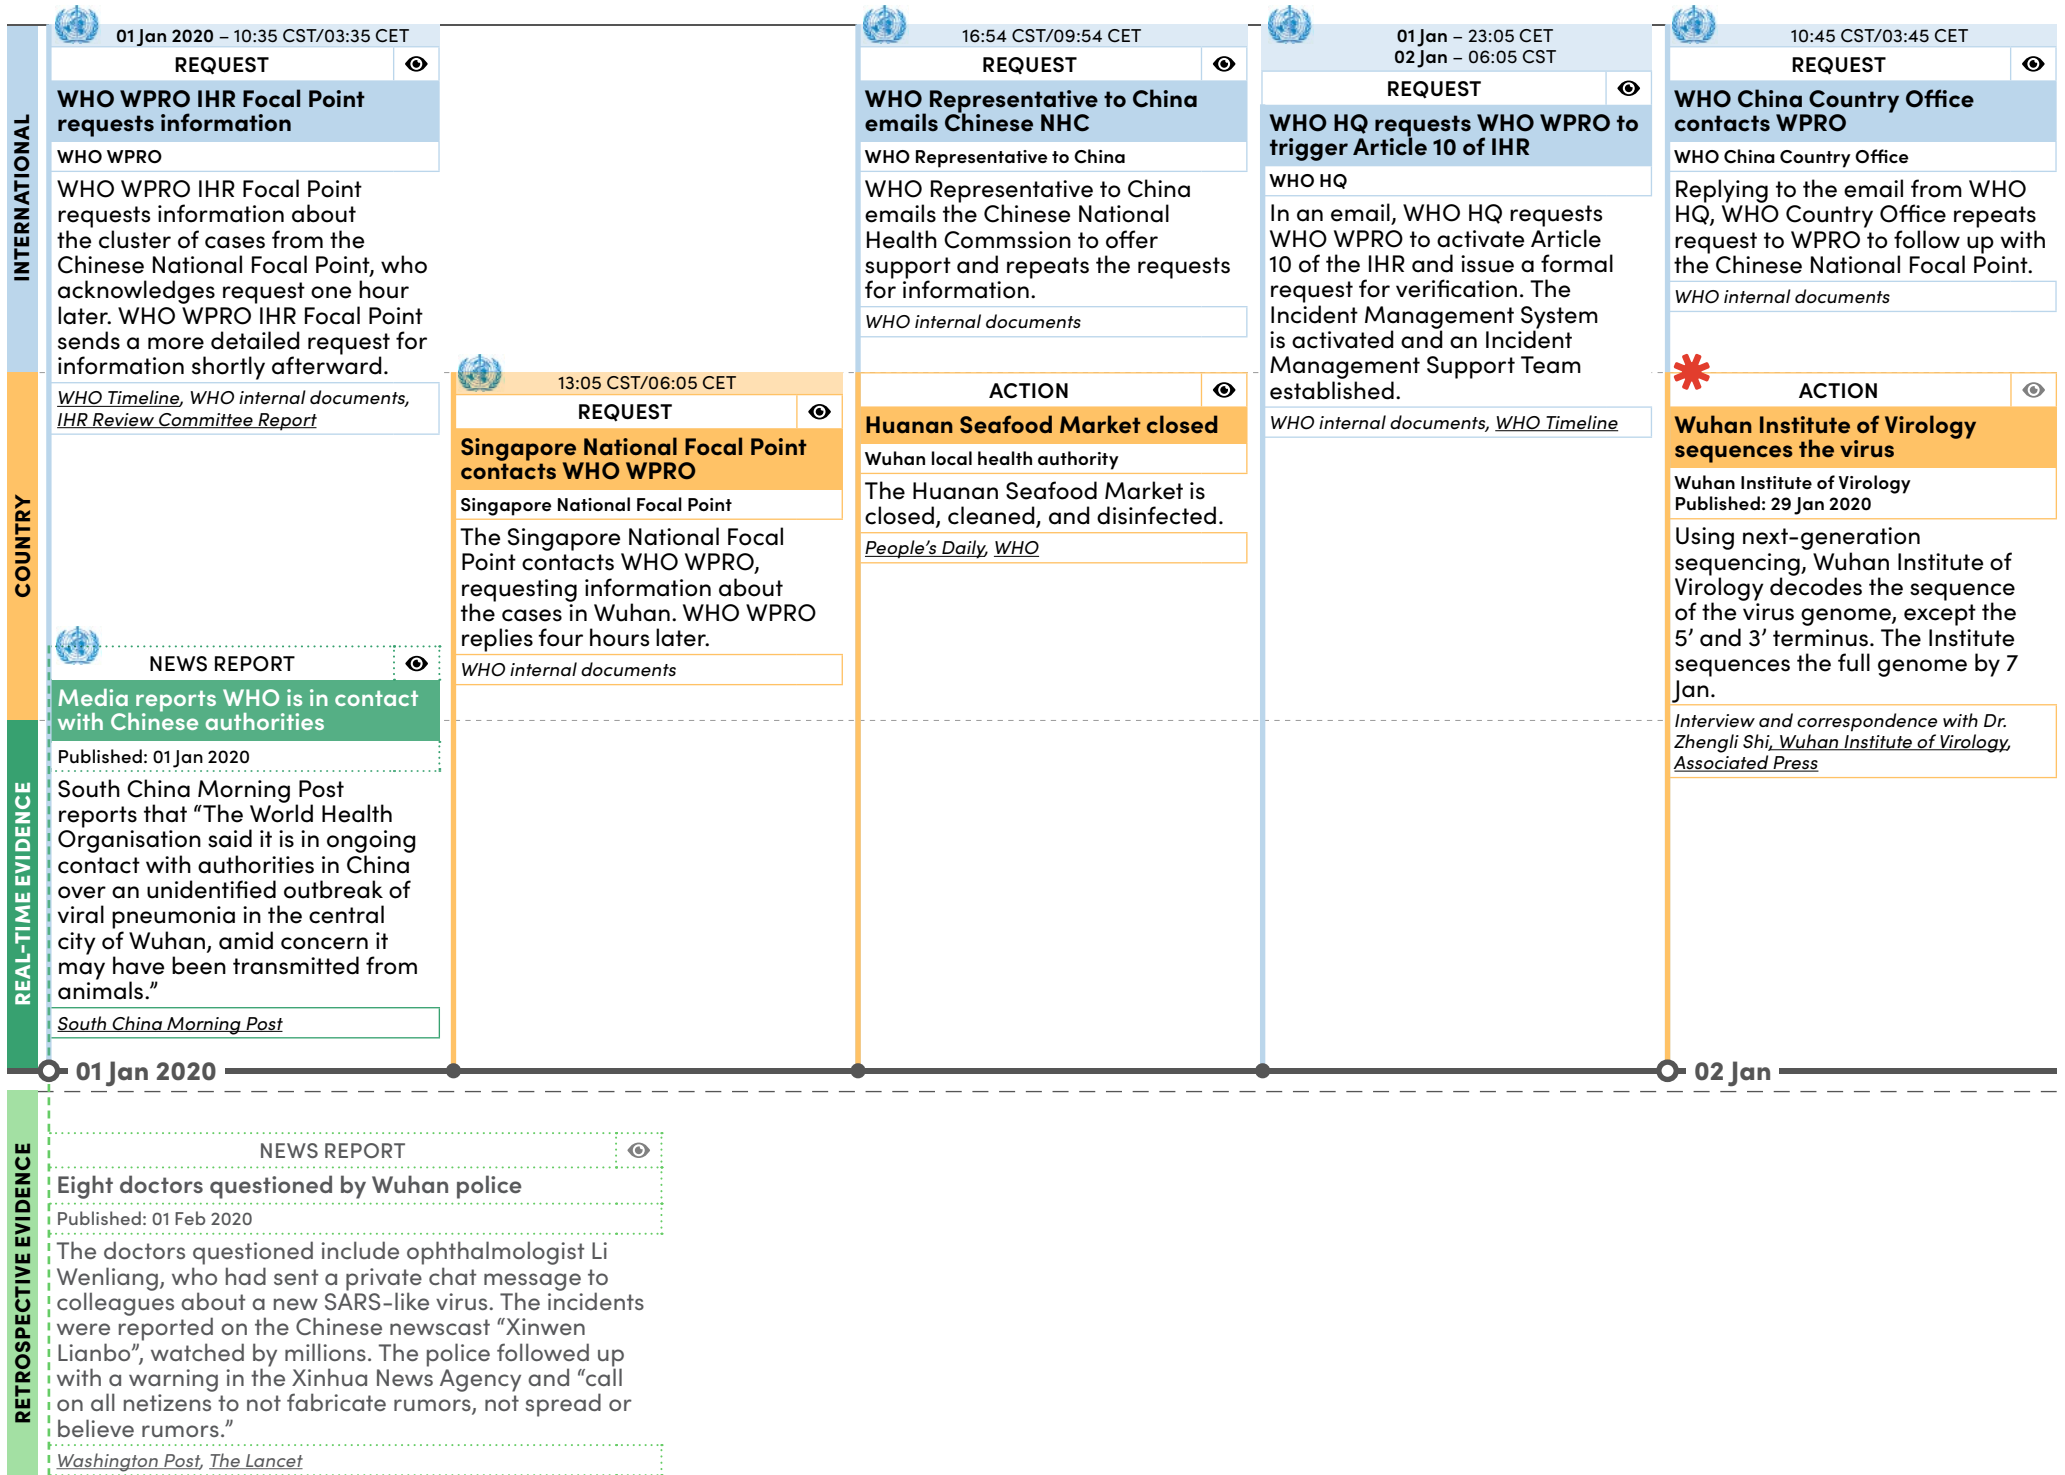 INTERNATIONAL
01 Jan 2020 – 10:35 CST/03:35 CET
REQUEST
WHO WPRO IHR Focal Point
requests information
WHO WPRO
WHO WPRO IHR Focal Point
requests information about
the cluster of cases from the
Chinese National Focal Point, who
acknowledges request one hour
later. WHO WPRO IHR Focal Point
sends a more detailed request for
information shortly afterward.
WHO Timeline, WHO internal documents,
IHR Review Committee Report
16:54 CST/09:54 CET
REQUEST
WHO Representative to China
emails Chinese NHC
WHO Representative to China
WHO Representative to China
emails the Chinese National
Health Commssion to offer
support and repeats the requests
for information.
WHO internal documents
01 Jan – 23:05 CET
02 Jan – 06:05 CST
REQUEST
WHO HQ requests WHO WPRO to
trigger Article 10 of IHR
WHO HQ
In an email, WHO HQ requests
WHO WPRO to activate Article
10 of the IHR and issue a formal
request for verification. The
Incident Management System
is activated and an Incident
Management Support Team
established.
WHO internal documents, WHO Timeline
10:45 CST/03:45 CET
REQUEST
WHO China Country Office
contacts WPRO
WHO China Country Office
Replying to the email from WHO
HQ, WHO Country Office repeats
request to WPRO to follow up with
the Chinese National Focal Point.
WHO internal documents
COUNTRY
13:05 CST/06:05 CET
REQUEST
Singapore National Focal Point
contacts WHO WPRO
Singapore National Focal Point
The Singapore National Focal
Point contacts WHO WPRO,
requesting information about
the cases in Wuhan. WHO WPRO
replies four hours later.
WHO internal documents
ACTION
Huanan Seafood Market closed
Wuhan local health authority
The Huanan Seafood Market is
closed, cleaned, and disinfected.
People’s Daily, WHO
ACTION
Wuhan Institute of Virology
sequences the virus
Wuhan Institute of Virology
Published: 29 Jan 2020
Using next-generation
sequencing, Wuhan Institute of
Virology decodes the sequence
of the virus genome, except the
5’ and 3’ terminus. The Institute
sequences the full genome by 7
Jan.
Interview and correspondence with Dr.
Zhengli Shi, Wuhan Institute of Virology,
Associated Press
REAL-TIME EVIDENCE
NEWS REPORT
Media reports WHO is in contact
with Chinese authorities
Published: 01 Jan 2020
South China Morning Post
reports that “The World Health
Organisation said it is in ongoing
contact with authorities in China
over an unidentified outbreak of
viral pneumonia in the central
city of Wuhan, amid concern it
may have been transmitted from
animals.”
South China Morning Post
01 Jan 2020
02 Jan
RETROSPECTIVE EVIDENCE
NEWS REPORT
Eight doctors questioned by Wuhan police
Published: 01 Feb 2020
The doctors questioned include ophthalmologist Li
Wenliang, who had sent a private chat message to
colleagues about a new SARS-like virus. The incidents
were reported on the Chinese newscast “Xinwen
Lianbo”, watched by millions. The police followed up
with a warning in the Xinhua News Agency and “call
on all netizens to not fabricate rumors, not spread or
believe rumors.”
Washington Post, The Lancet